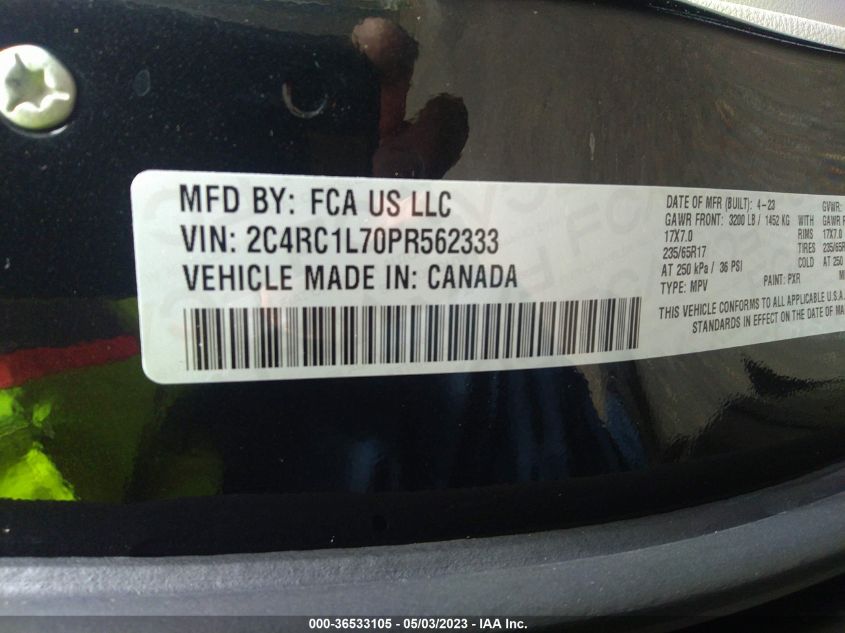 MFD BY: FCA US LLC
VIN: 2C4RC1L70PR562333
VEHICLE MADE IN: CANADA
DATE OF MFR (BUILT): 4-23 GVWR:
GAWR FRONT: 3200 LB / 1452 KG WITH GAWR R
17X7.0 RIMS 17X7.0
235/65R17 TIRES 235/65R
AT 250 kPa / 36 PSI COLD AT 250
TYPE: MPV PAINT: PXR M
THIS VEHICLE CONFORMS TO ALL APPLICABLE U.S.A.
STANDARDS IN EFFECT ON THE DATE OF MA
000-36533105 - 05/03/2023 - IAA Inc.